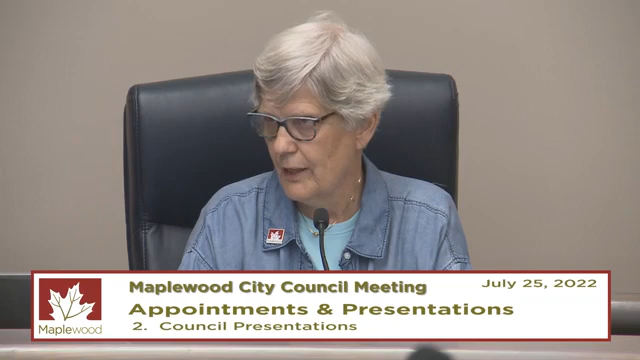 Maplewood City Council Meeting
July 25, 2022
Appointments & Presentations
2. Council Presentations
Maplewood